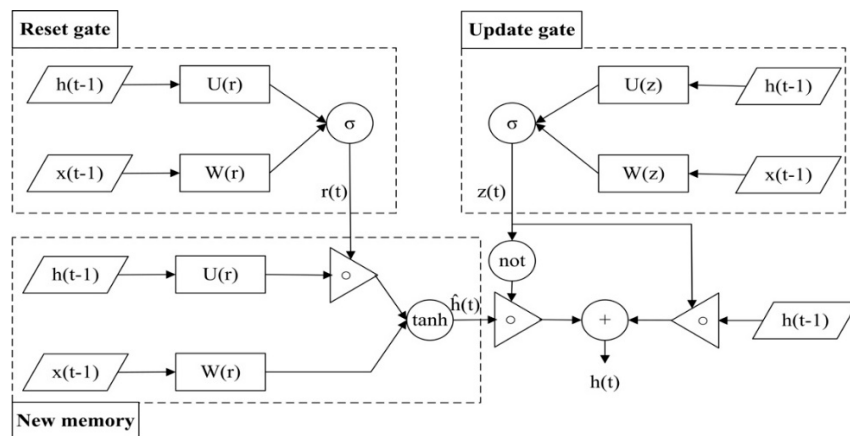 Reset gate
h(t-1)
U(r)
σ
x(t-1)
W(r)
r(t)
Update gate
U(z)
h(t-1)
σ
W(z)
x(t-1)
z(t)
h(t-1)
U(r)
ĥ(t)
tanh
x(t-1)
W(r)
New memory
not
+
h(t-1)
h(t)